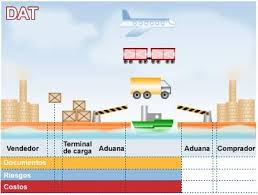 DAT
Vendedor Terminal de carga Aduana Aduana Comprador
Documentos
Riesgos
Costos